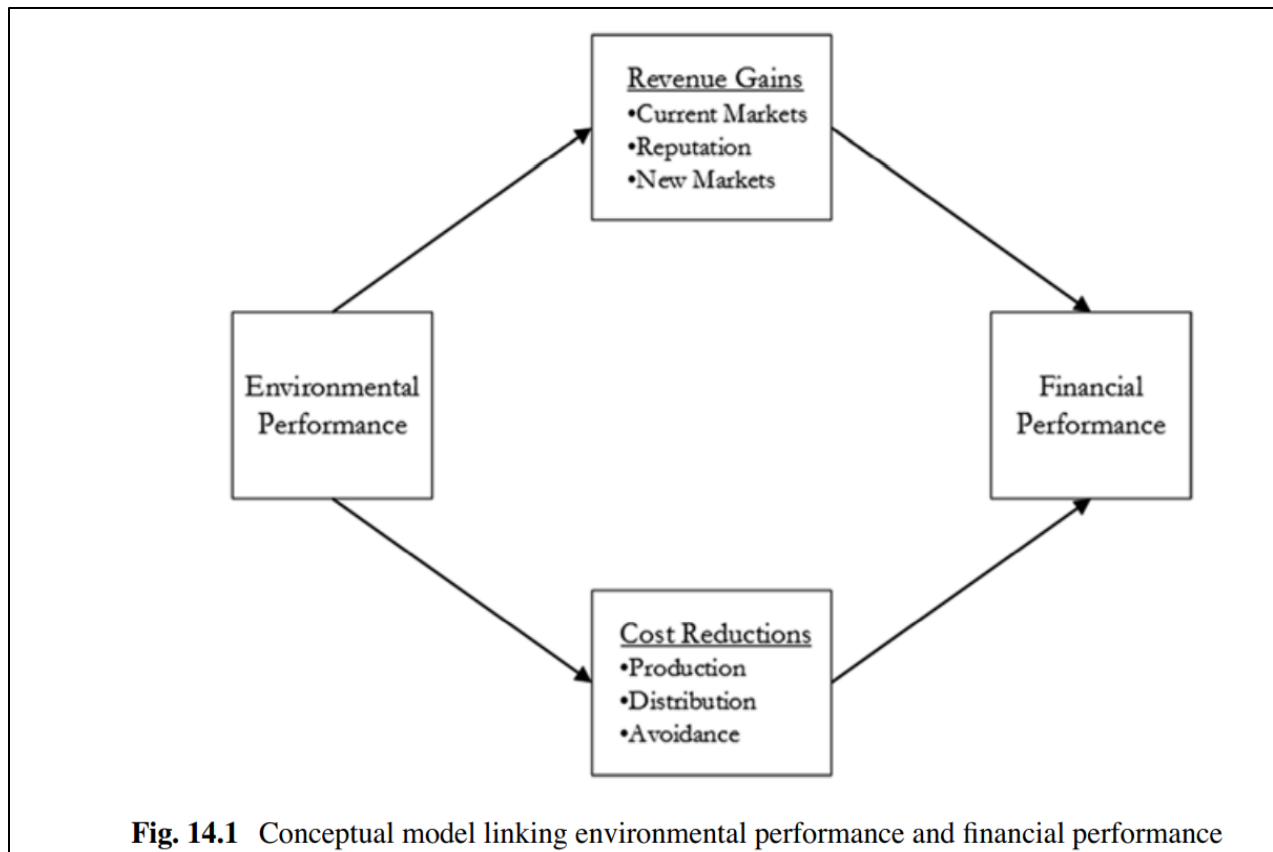 Revenue Gains
•Current Markets
•Reputation
•New Markets
Environmental
Performance
Financial
Performance
Cost Reductions
•Production
•Distribution
•Avoidance
Fig. 14.1 Conceptual model linking environmental performance and financial performance